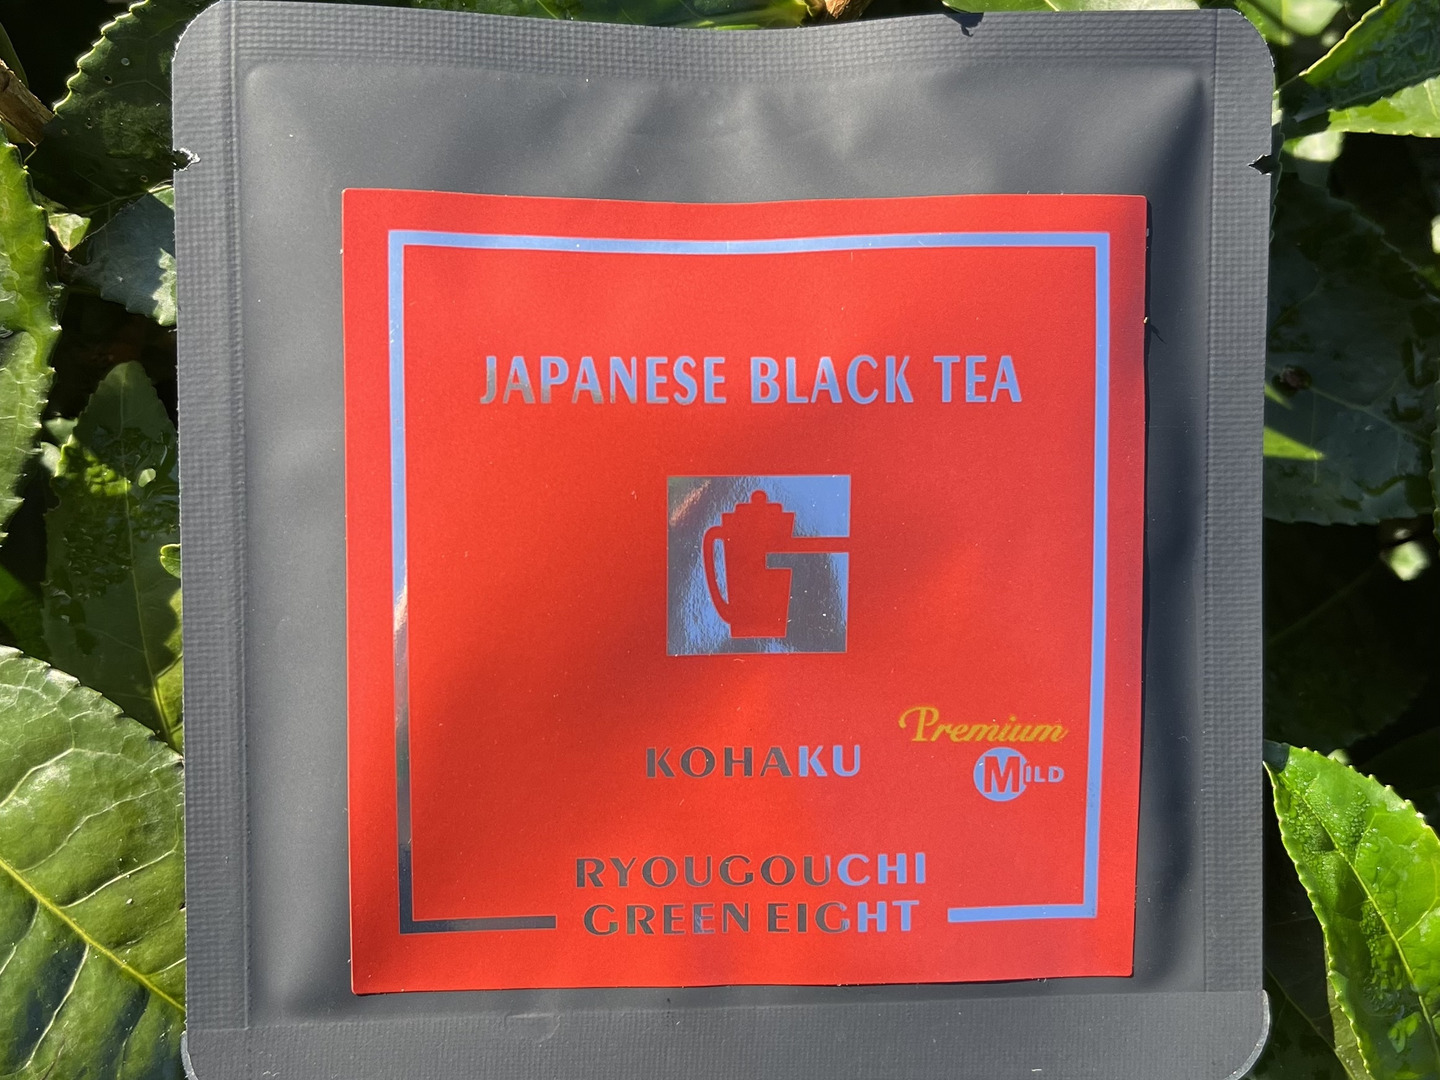 JAPANESE BLACK TEA
KOHAKU
Premium
MILD
RYOUGOUCHI
GREEN EIGHT